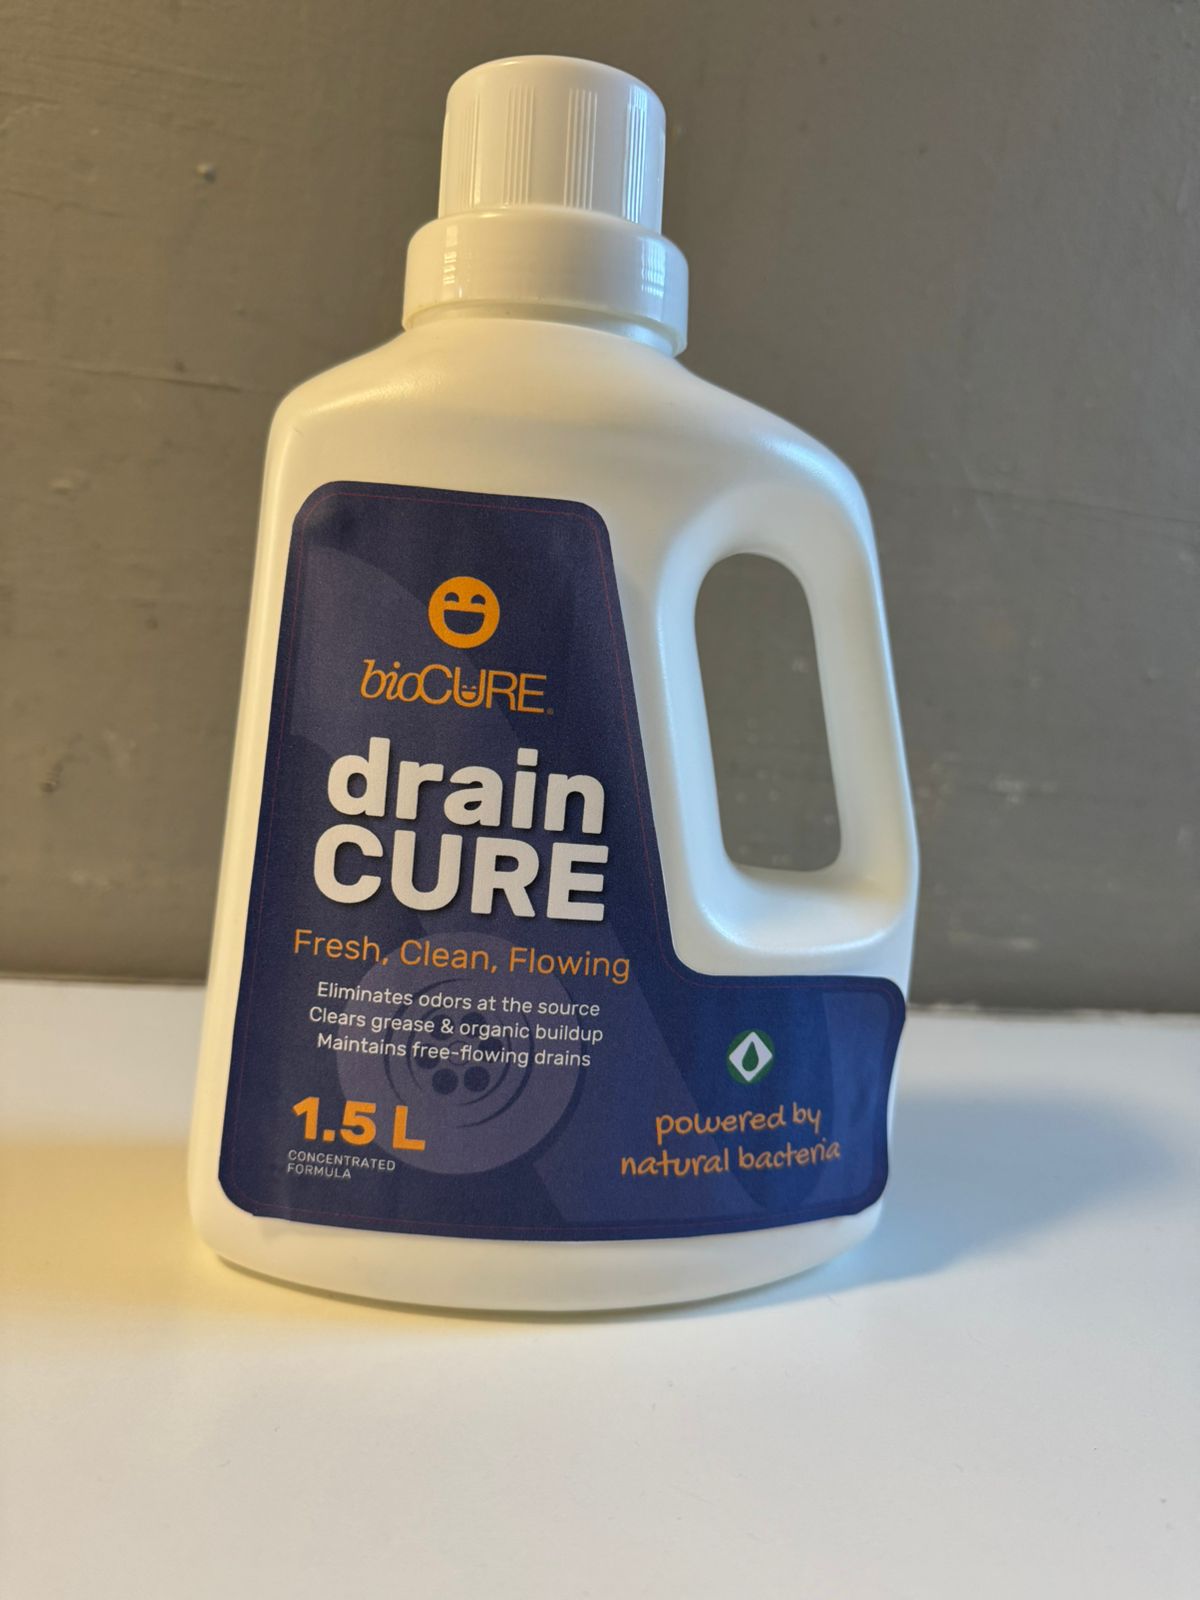 bioCURE®
drain
CURE
Fresh, Clean, Flowing
Eliminates odors at the source
Clears grease & organic buildup
Maintains free-flowing drains
1.5 L
CONCENTRATED
FORMULA
powered by
natural bacteria